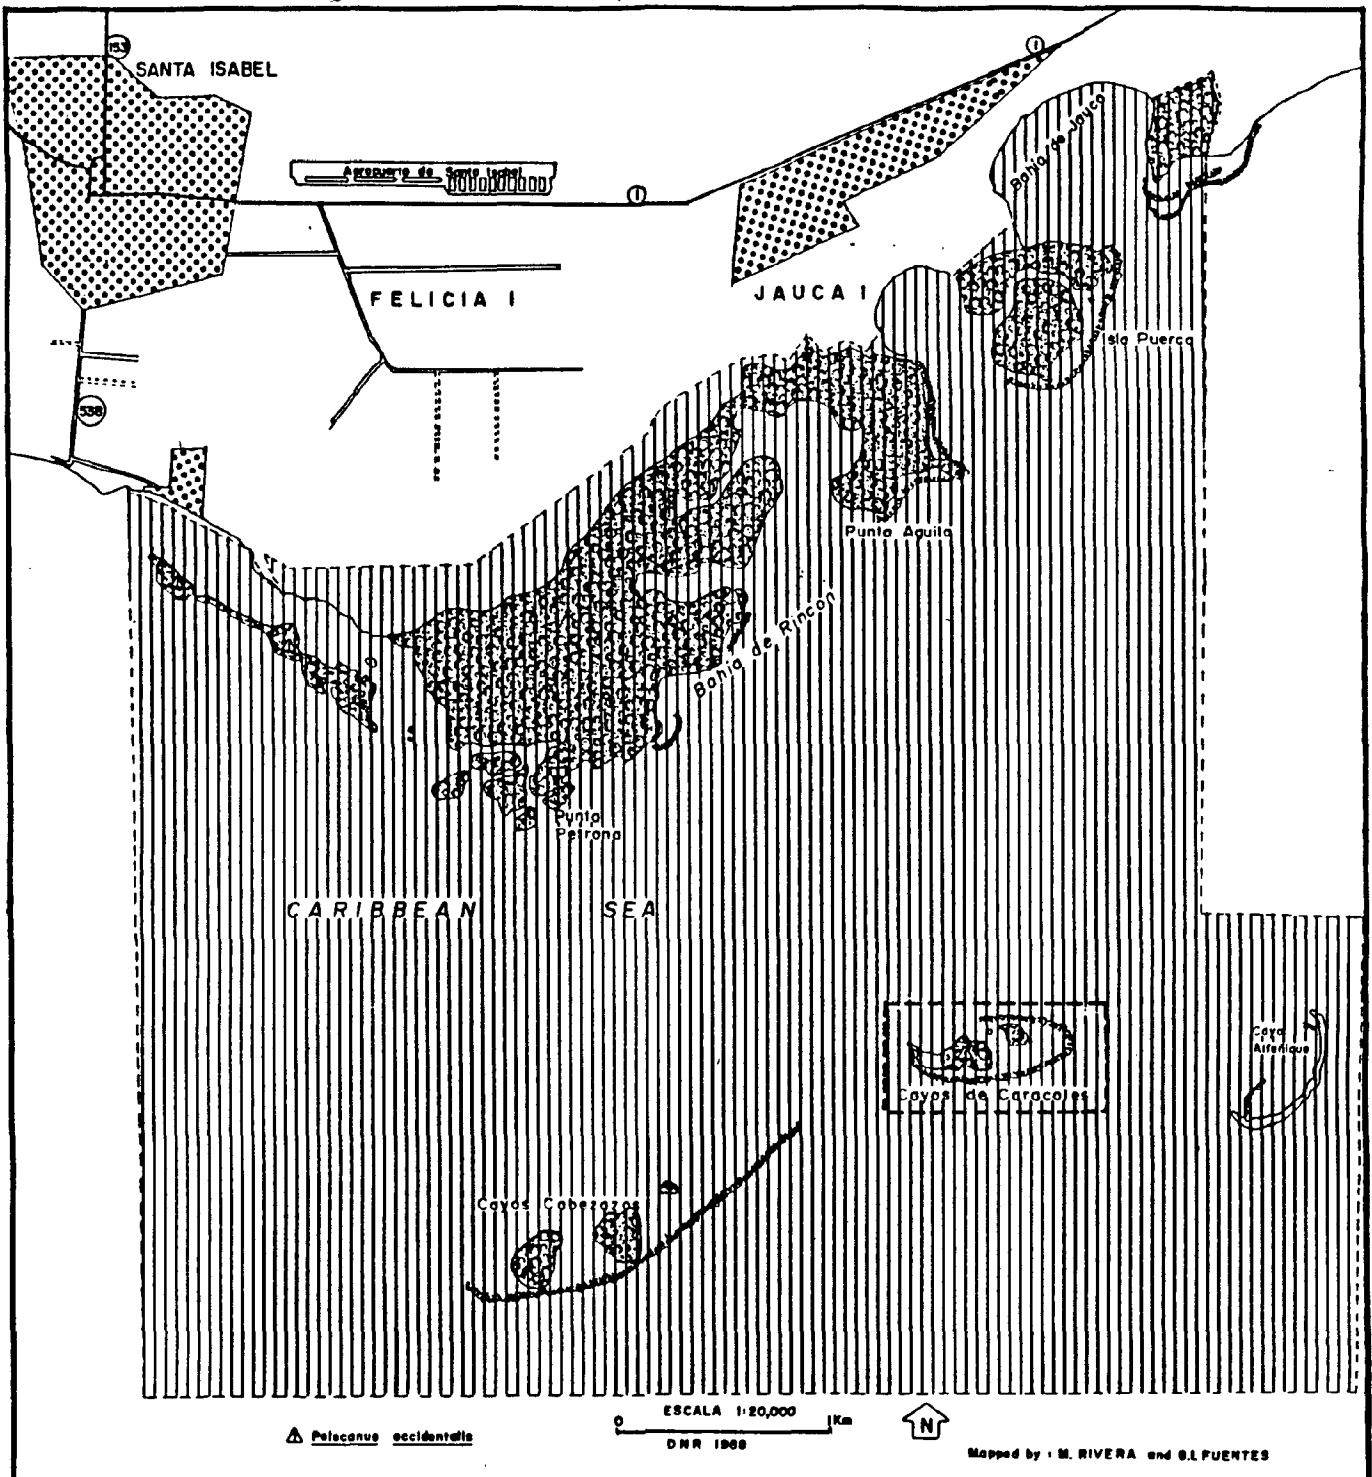 153
SANTA ISABEL
1
Bahia de Jauca
Aeropuerto de Santa Isabel
1
FELICIA I
JAUCA I
Isla Puerca
538
Punta Aguila
Bahia de Rincon
Punta Petrona
CARIBBEAN SEA
Cayo Alfeñique
Cayos de Caracoles
Cayos Cabezazos
ESCALA 1:20,000
0 1Km
N
Pelecanus occidentalis
DNR
Mapped by : M. RIVERA and
FUENTES